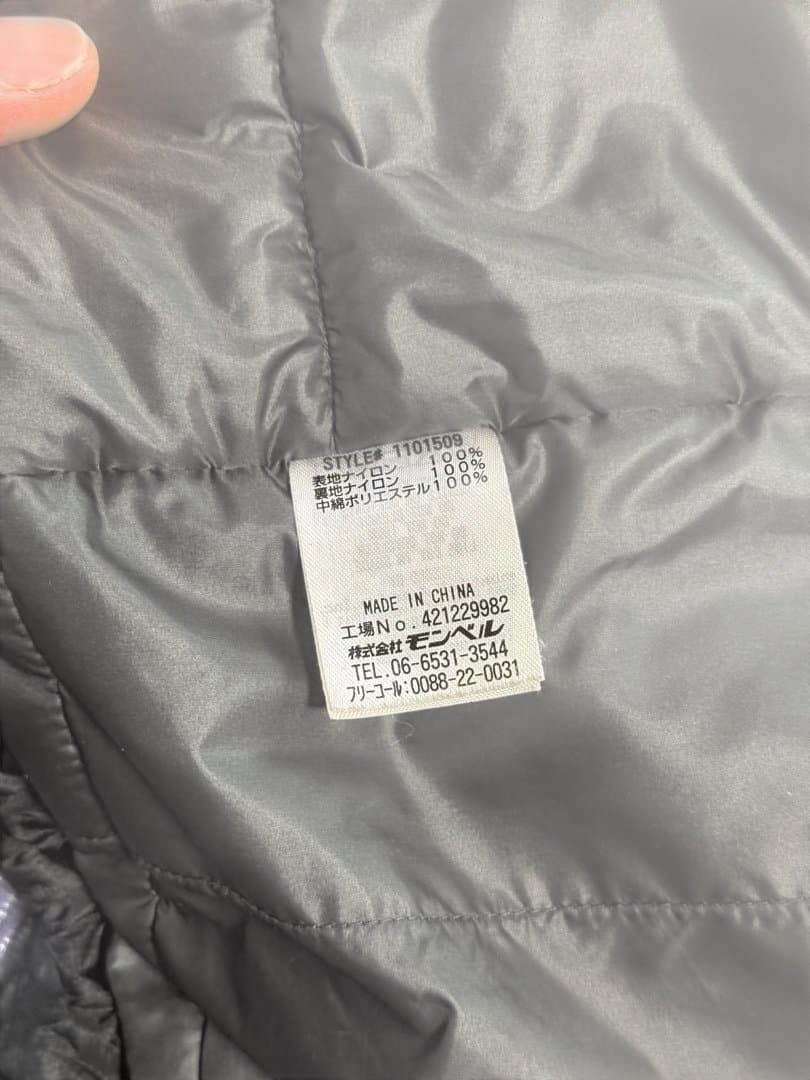 STYLE# 1101509
表地ナイロン 100%
裏地ナイロン 100%
中綿ポリエステル100%
MADE IN CHINA
工場No.421229982
株式会社モンベル
TEL.06-6531-3544
フリーコール:0088-22-0031